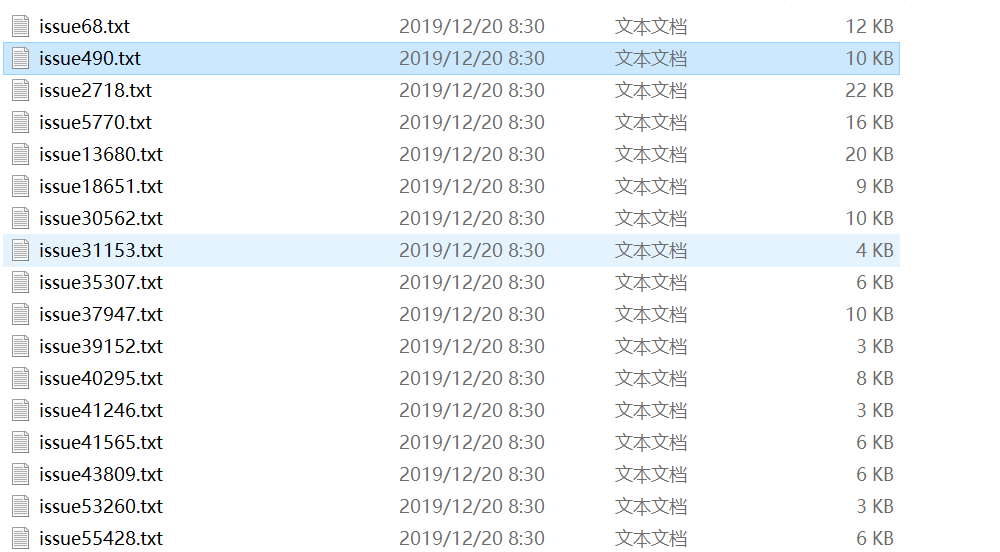 issue68.txt 2019/12/20 8:30 文本文档 12 KB
issue490.txt 2019/12/20 8:30 文本文档 10 KB
issue2718.txt 2019/12/20 8:30 文本文档 22 KB
issue5770.txt 2019/12/20 8:30 文本文档 16 KB
issue13680.txt 2019/12/20 8:30 文本文档 20 KB
issue18651.txt 2019/12/20 8:30 文本文档 9 KB
issue30562.txt 2019/12/20 8:30 文本文档 10 KB
issue31153.txt 2019/12/20 8:30 文本文档 4 KB
issue35307.txt 2019/12/20 8:30 文本文档 6 KB
issue37947.txt 2019/12/20 8:30 文本文档 10 KB
issue39152.txt 2019/12/20 8:30 文本文档 3 KB
issue40295.txt 2019/12/20 8:30 文本文档 8 KB
issue41246.txt 2019/12/20 8:30 文本文档 3 KB
issue41565.txt 2019/12/20 8:30 文本文档 6 KB
issue43809.txt 2019/12/20 8:30 文本文档 6 KB
issue53260.txt 2019/12/20 8:30 文本文档 3 KB
issue55428.txt 2019/12/20 8:30 文本文档 6 KB